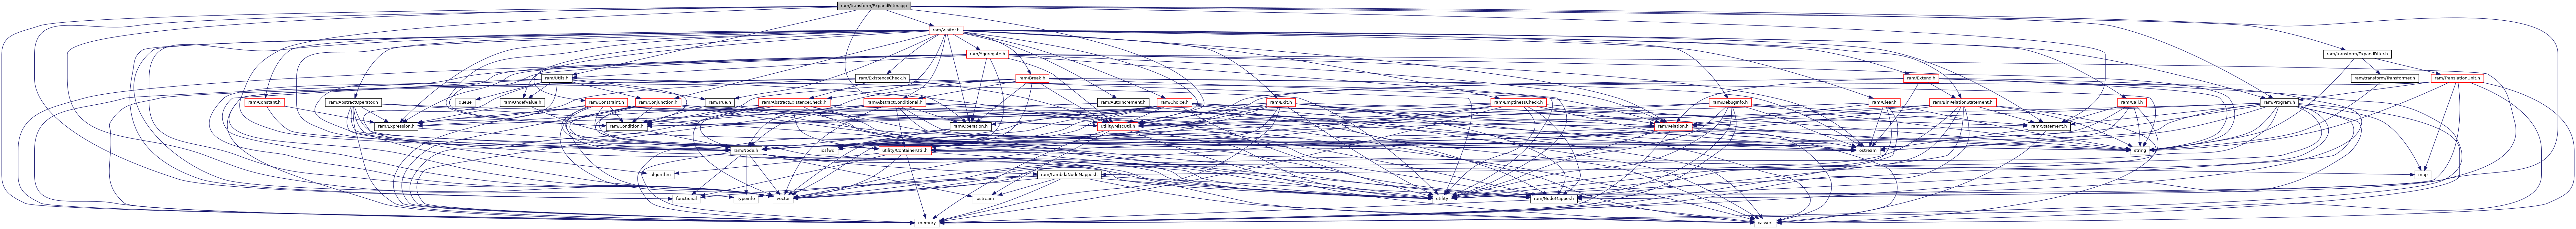 ram/transform/ExpandFilter.cpp
ram/Visitor.h
ram/Aggregate.h
ram/transform/ExpandFilter.h
ram/Utils.h
ram/ExistenceCheck.h
ram/Break.h
ram/Extend.h
ram/transform/Transformer.h
ram/TranslationUnit.h
ram/Constant.h
ram/AbstractOperator.h
queue
ram/UndefValue.h
ram/Constraint.h
ram/Conjunction.h
ram/True.h
ram/AbstractExistenceCheck.h
ram/AbstractConditional.h
ram/AutoIncrement.h
ram/Choice.h
ram/Exit.h
ram/EmptinessCheck.h
ram/DebugInfo.h
ram/Clear.h
ram/BinRelationStatement.h
ram/Call.h
ram/Program.h
ram/Expression.h
ram/Condition.h
ram/Operation.h
utility/MiscUtil.h
ram/Relation.h
ram/Statement.h
ram/Node.h
iosfwd
utility/ContainerUtil.h
ostream
string
algorithm
ram/LambdaNodeMapper.h
map
functional
typeinfo
vector
iostream
utility
ram/NodeMapper.h
memory
cassert